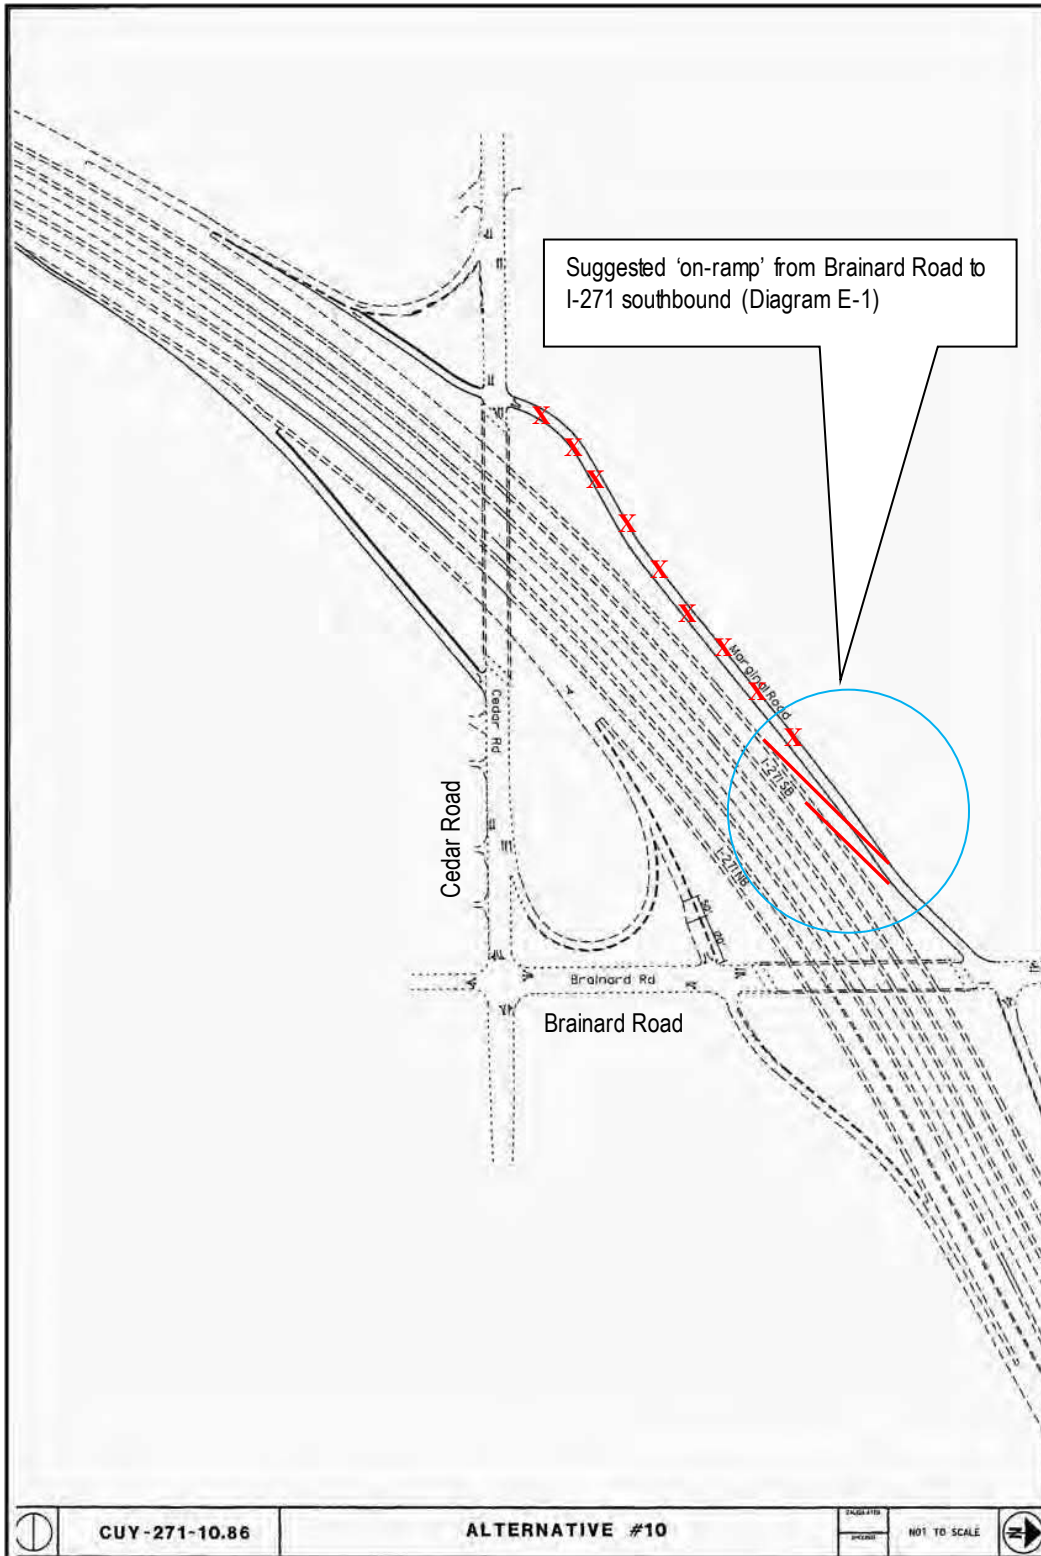 Suggested ‘on-ramp’ from Brainard Road to
I-271 southbound (Diagram E-1)
X
X
X
X
X
X
X
X
X
Marginal Road
I-271 SB
I-271 NB
Cedar Rd
Cedar Road
Brainard Rd
Brainard Road
CUY-271-10.86
ALTERNATIVE #10
NOT TO SCALE
N